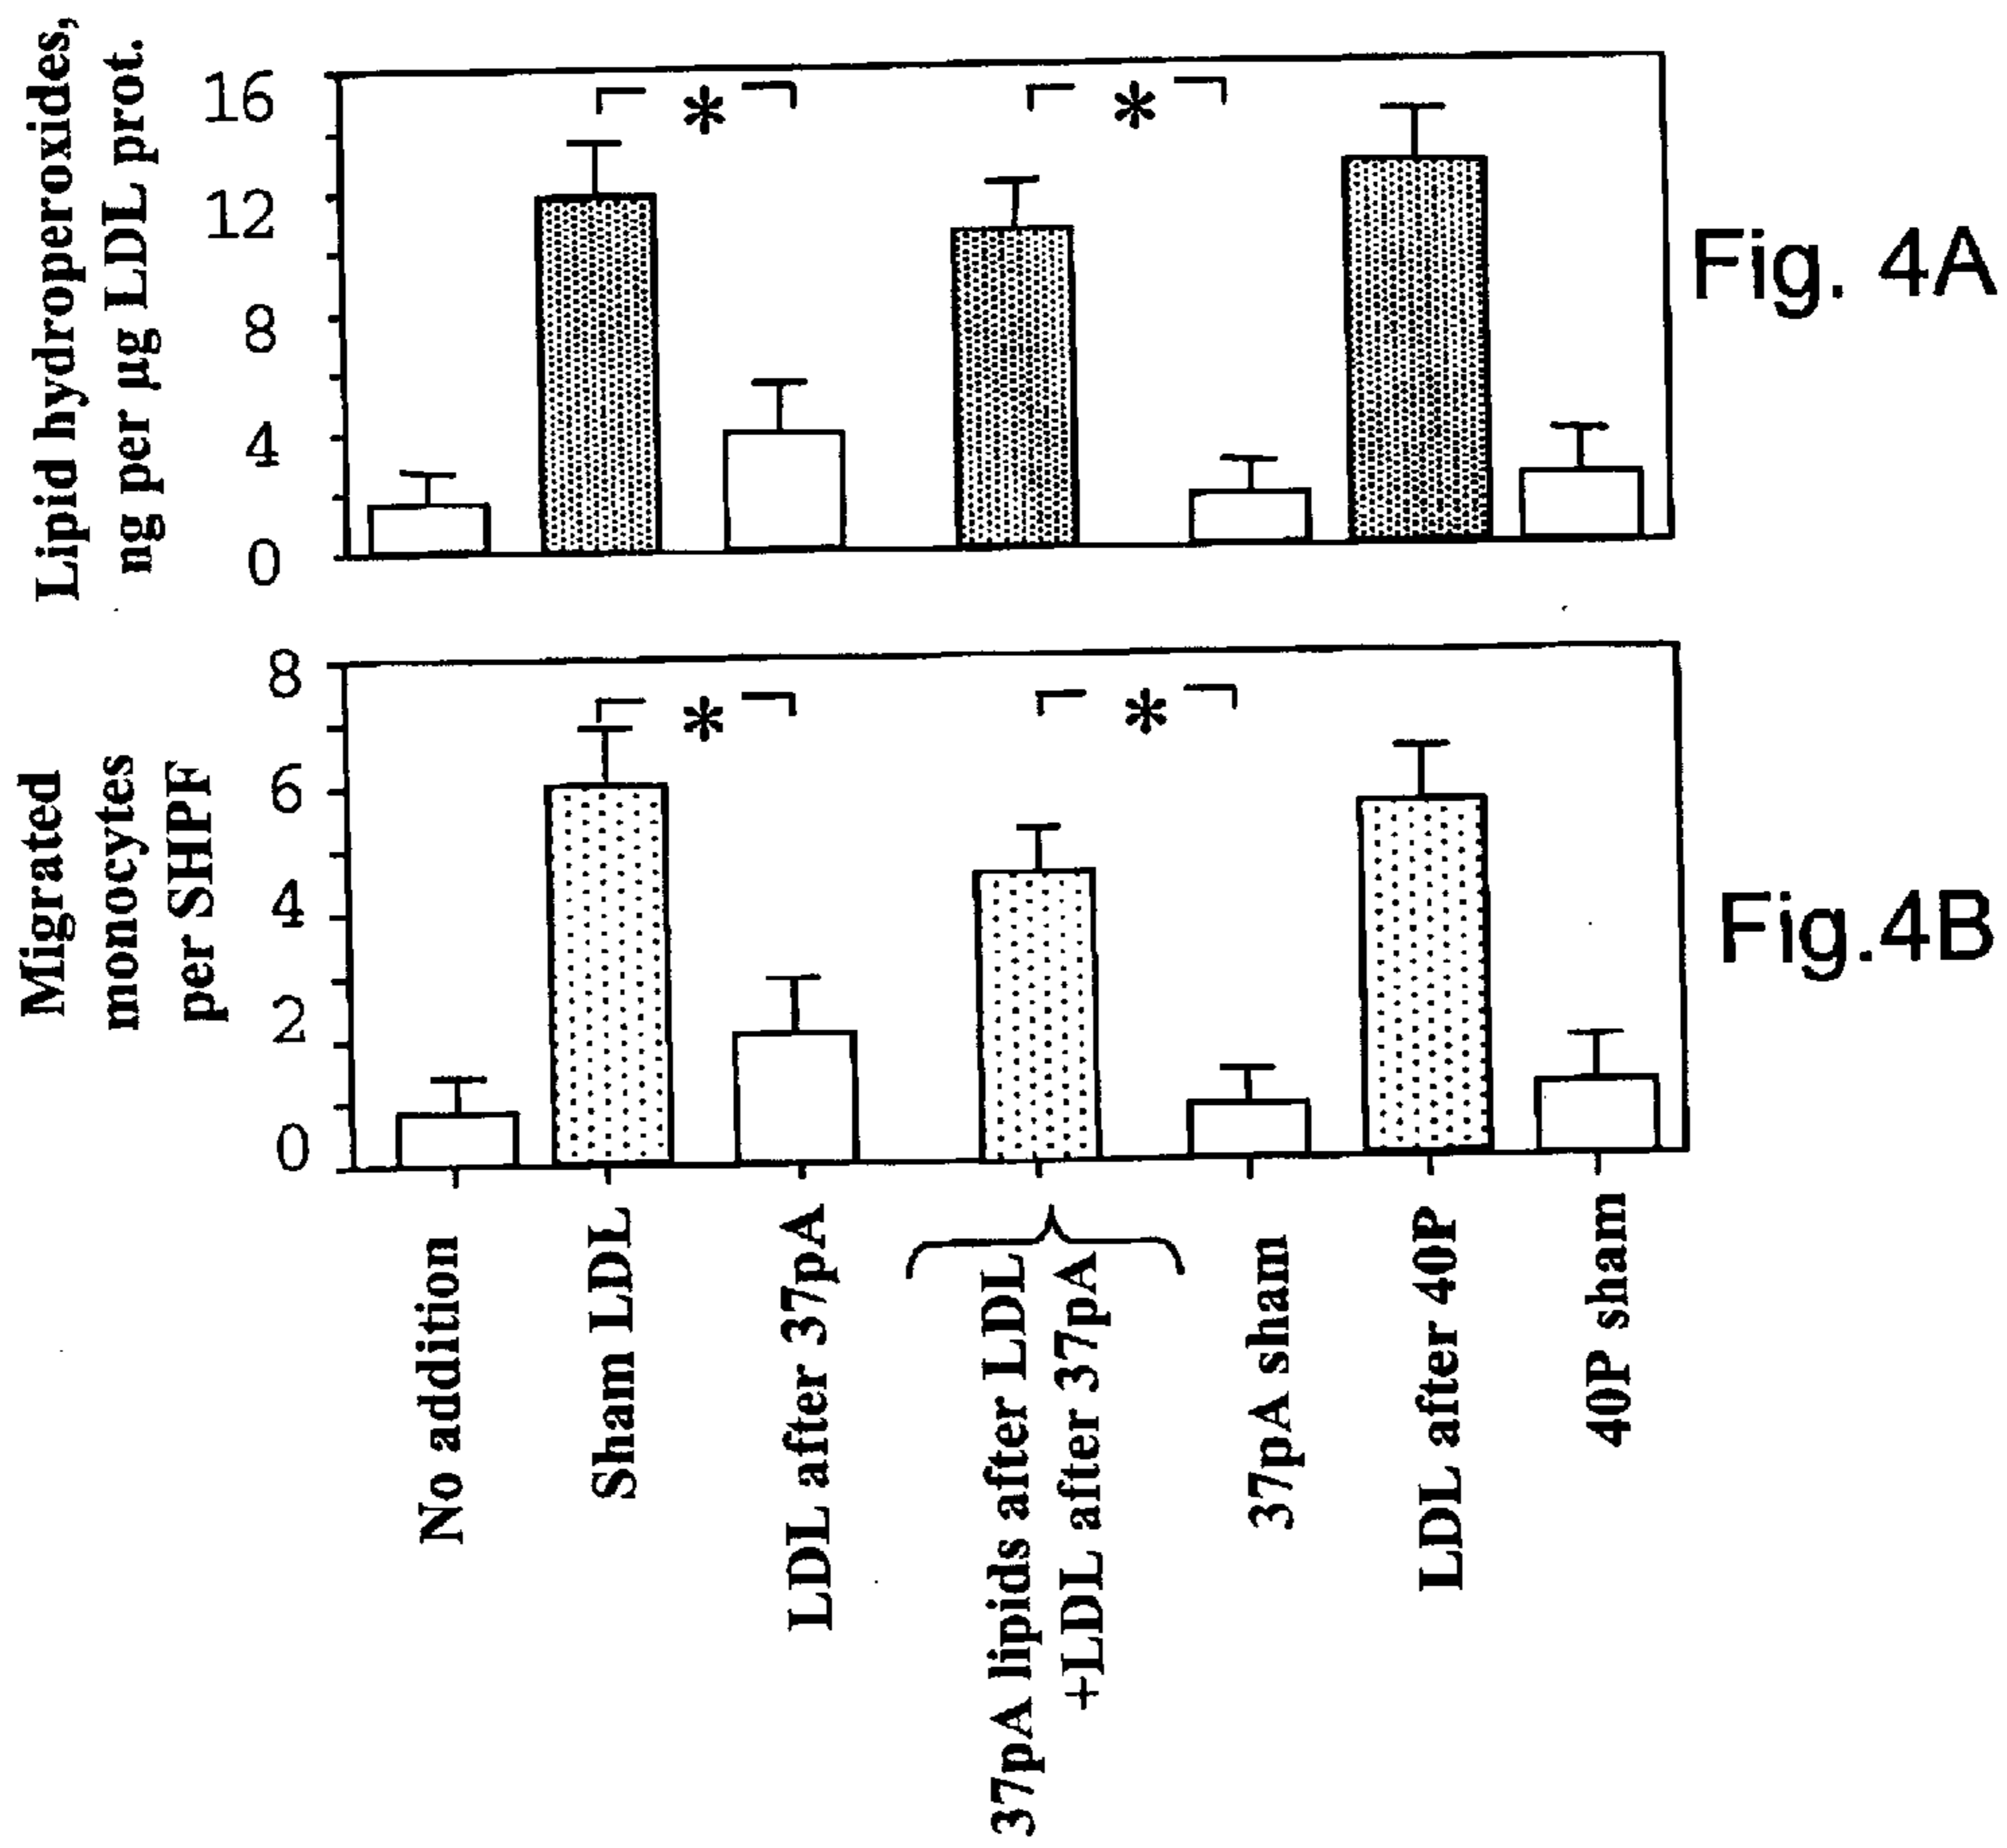 Lipid hydroperoxides,
ng per µg LDL prot.
16
12
8
4
0
*
*
Fig. 4A
Migrated
monocytes
per SHPF
8
6
4
2
0
*
*
Fig.4B
No addition
Sham LDL
LDL after 37pA
37pA lipids after LDL
+LDL after 37pA
37pA sham
LDL after 40P
40P sham